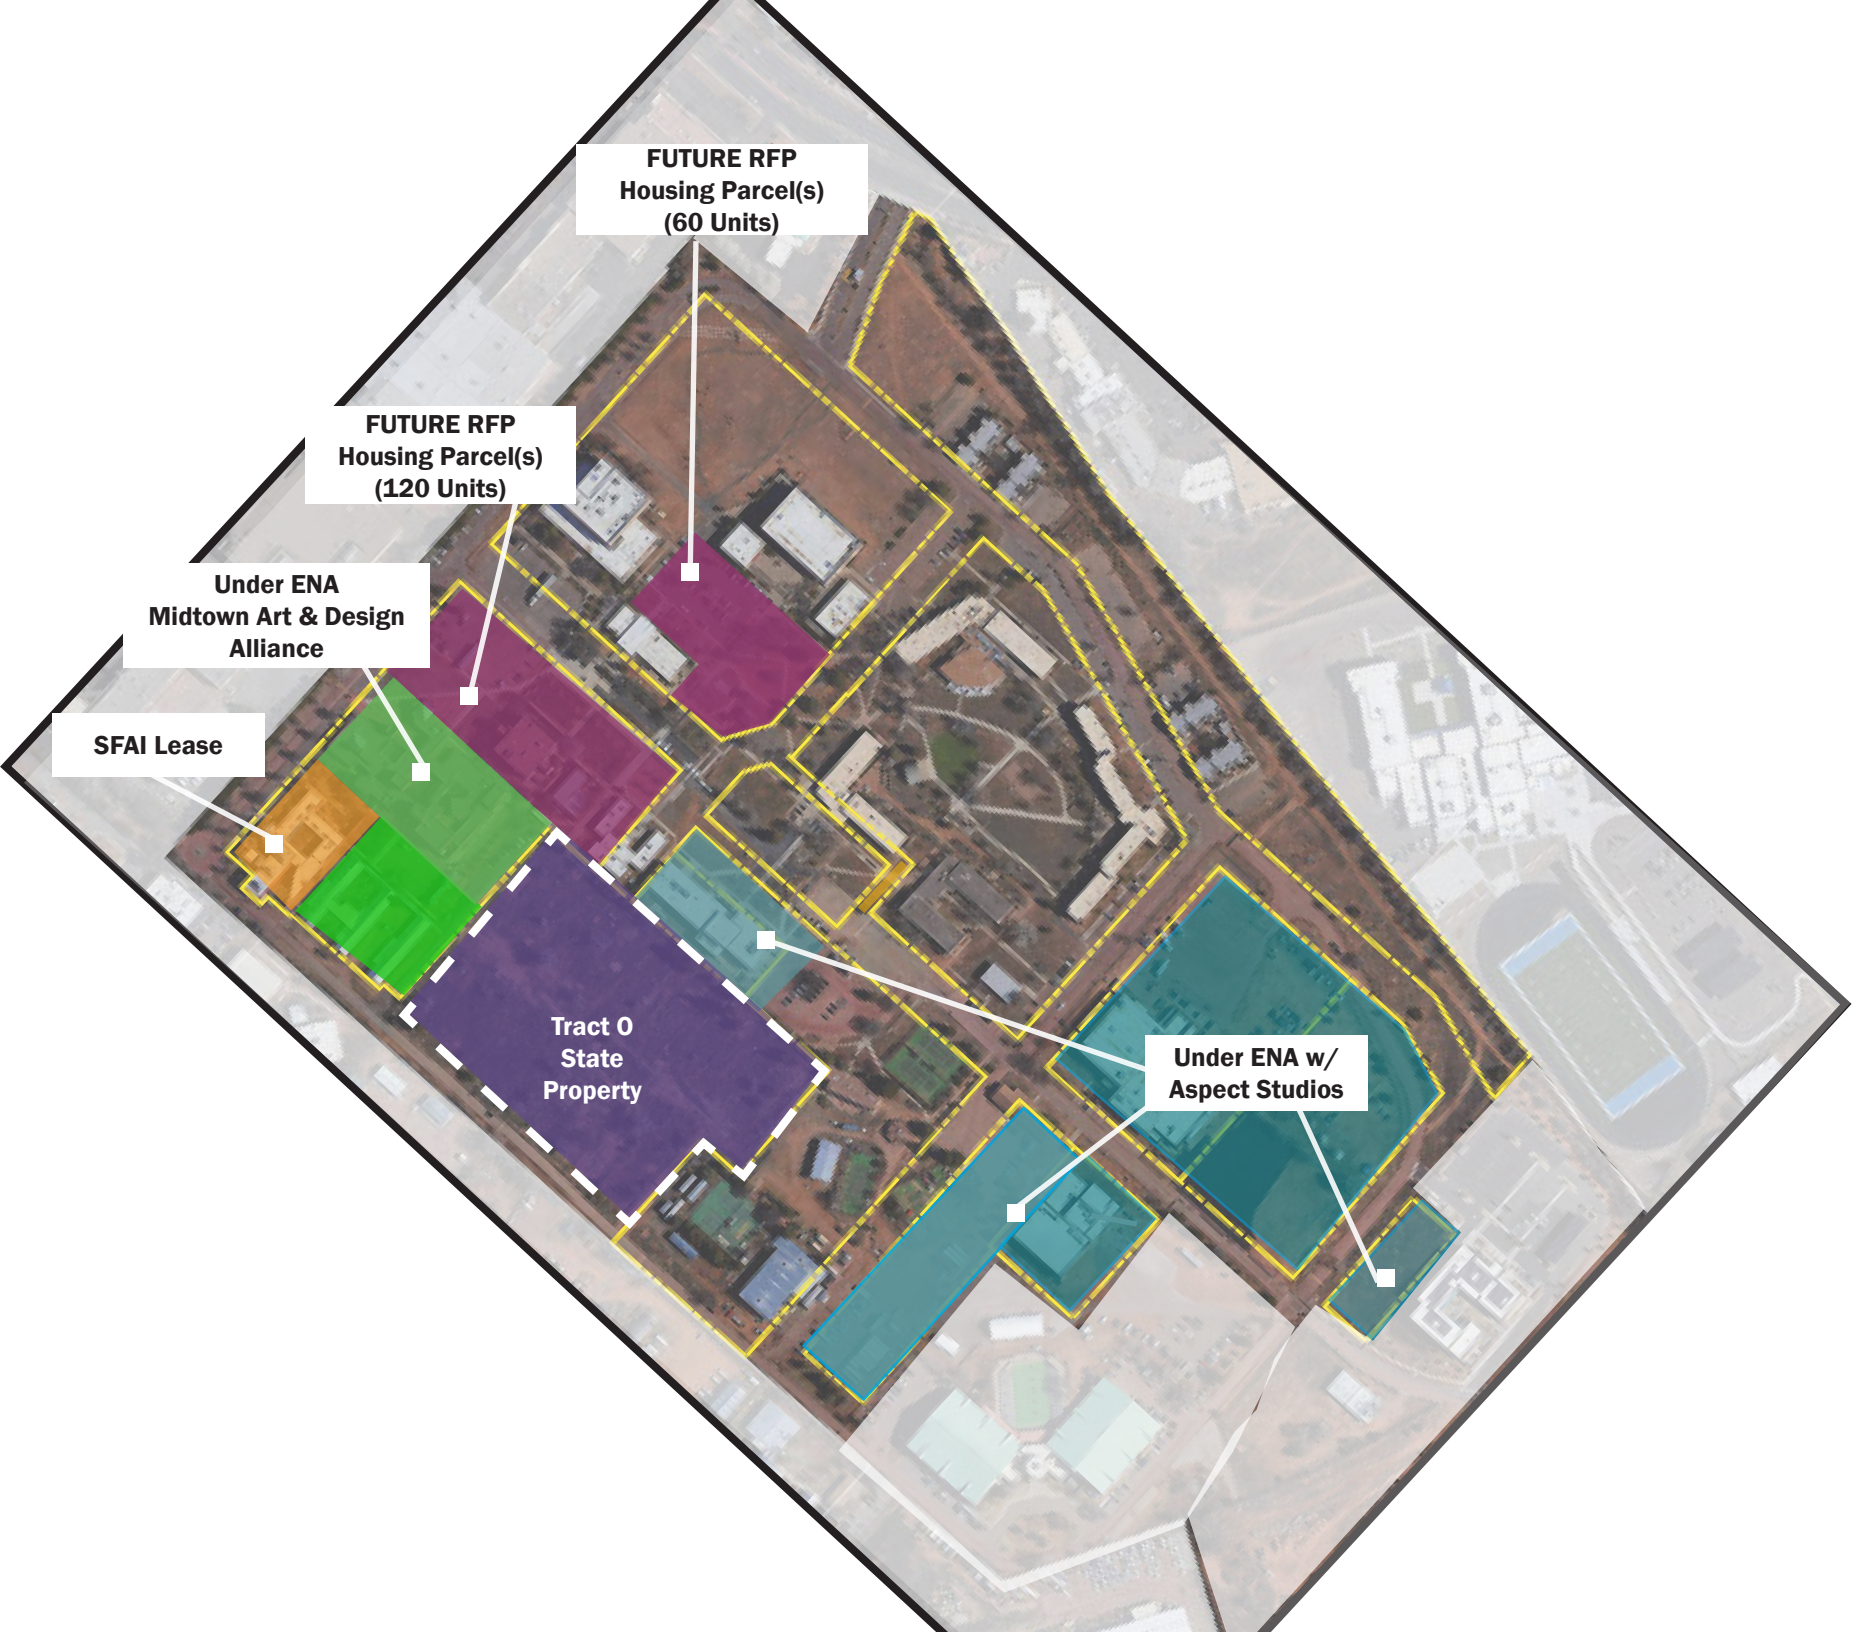 FUTURE RFP
Housing Parcel(s)
(60 Units)
FUTURE RFP
Housing Parcel(s)
(120 Units)
Under ENA
Midtown Art & Design
Alliance
SFAI Lease
Tract O
State
Property
Under ENA w/
Aspect Studios